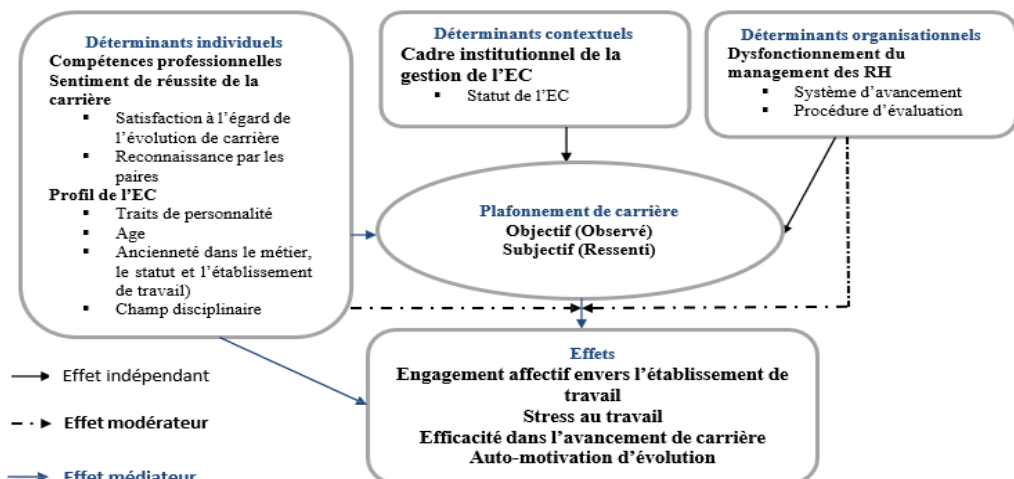 Déterminants individuels
Compétences professionnelles
Sentiment de réussite de la
carrière
▪ Satisfaction à l'égard de
l'évolution de carrière
▪ Reconnaissance par les
paires
Profil de l'EC
▪ Traits de personnalité
▪ Age
▪ Ancienneté dans le métier,
le statut et l'établissement
de travail)
▪ Champ disciplinaire
Déterminants contextuels
Cadre institutionnel de la
gestion de l'EC
▪ Statut de l'EC
Déterminants organisationnels
Dysfonctionnement du
management des RH
▪ Système d'avancement
▪ Procédure d'évaluation
Plafonnement de carrière
Objectif (Observé)
Subjectif (Ressenti)
Effets
Engagement affectif envers l'établissement de
travail
Stress au travail
Efficacité dans l'avancement de carrière
Auto-motivation d'évolution
Effet indépendant
Effet modérateur
Effet médiateur